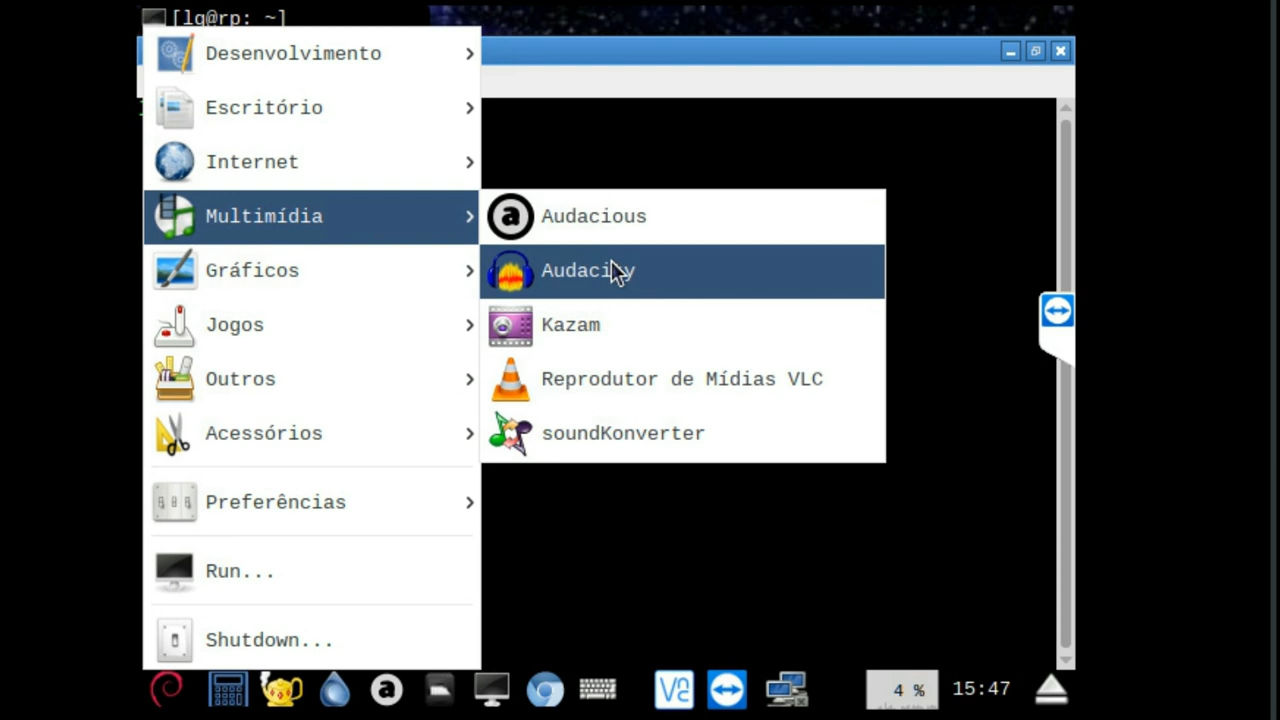 [lq@rp: ~]
Desenvolvimento
Escritório
Internet
Multimídia
Audacious
Audacity
Gráficos
Kazam
Jogos
Reprodutor de Mídias VLC
Outros
soundKonverter
Acessórios
Preferências
Run...
Shutdown...
4 %
15:47